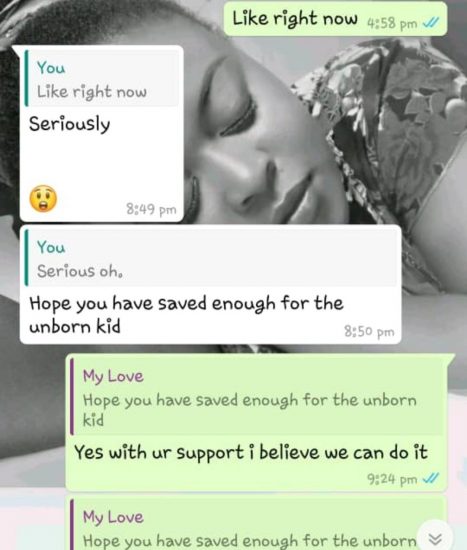 Like right now 4:58 pm
You
Like right now
Seriously
😲
8:49 pm
You
Serious oh.
Hope you have saved enough for the
unborn kid
8:50 pm
My Love
Hope you have saved enough for the unborn
kid
Yes with ur support i believe we can do it
9:24 pm
My Love
Hope you have saved enough for the unborn